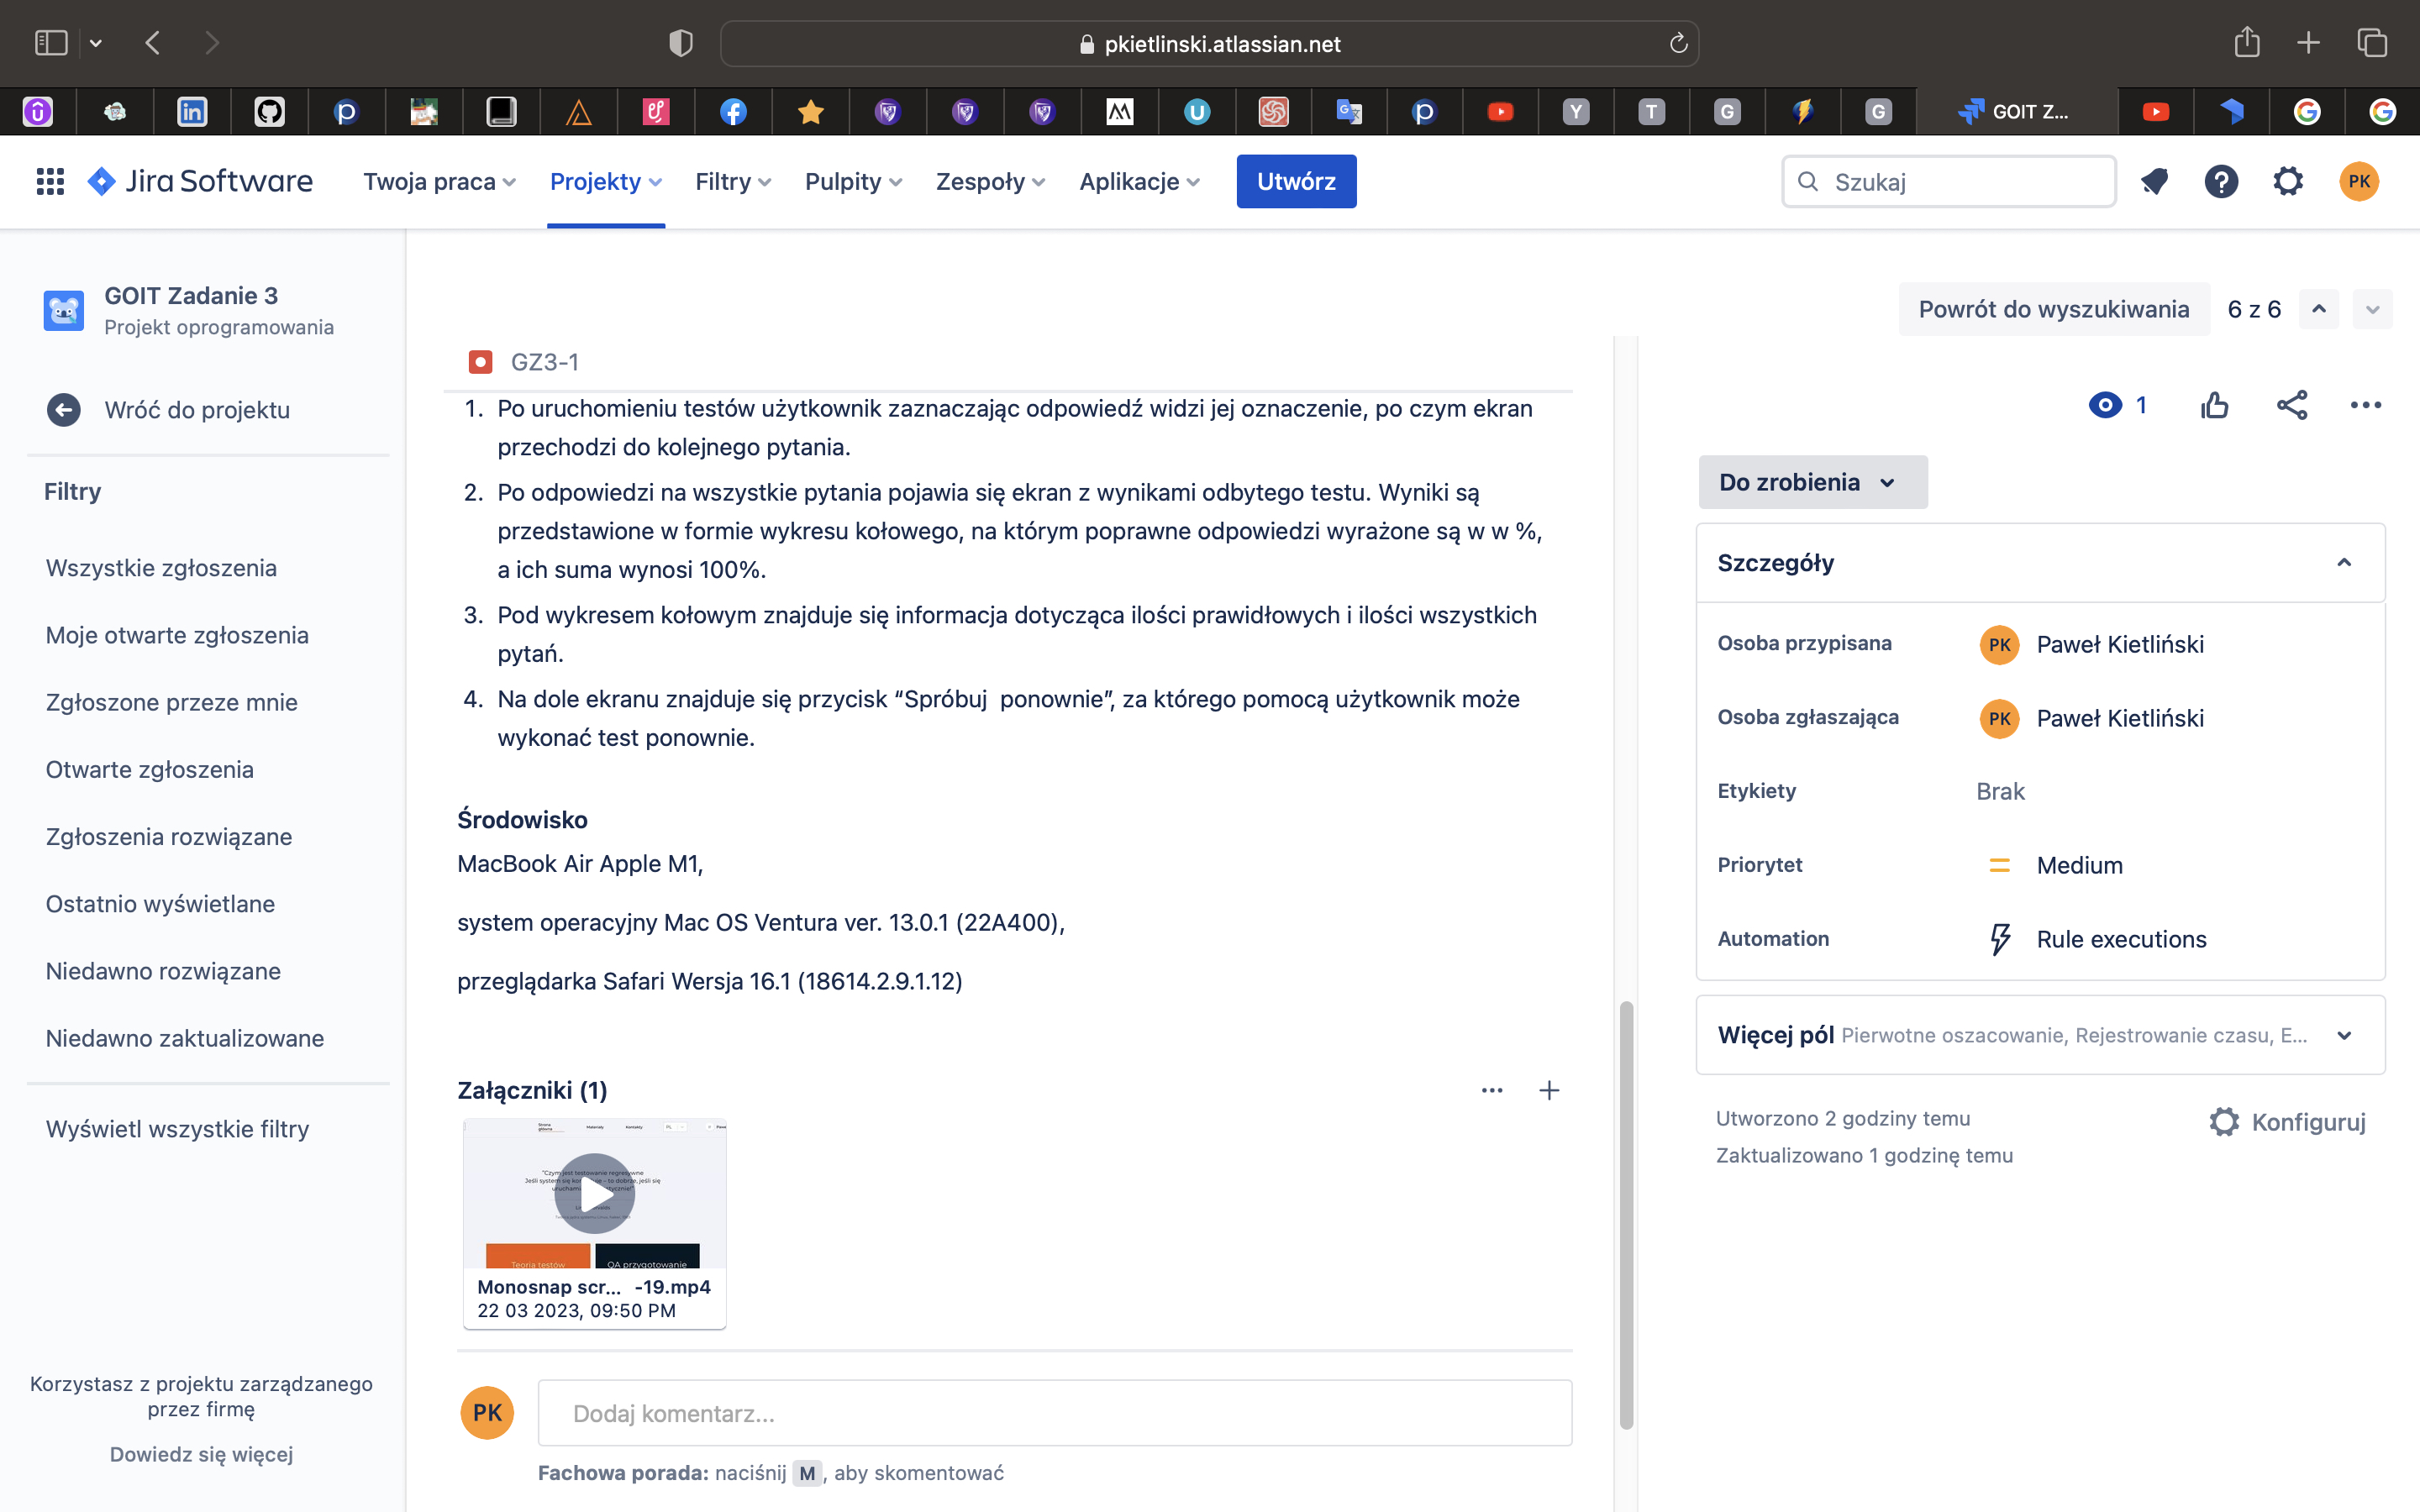 pkietlinski.atlassian.net
GOIT Z...
Jira Software
Twoja praca
Projekty
Filtry
Pulpity
Zespoły
Aplikacje
Utwórz
Szukaj
PK
GOIT Zadanie 3
Projekt oprogramowania
Wróć do projektu
Filtry
Wszystkie zgłoszenia
Moje otwarte zgłoszenia
Zgłoszone przeze mnie
Otwarte zgłoszenia
Zgłoszenia rozwiązane
Ostatnio wyświetlane
Niedawno rozwiązane
Niedawno zaktualizowane
Wyświetl wszystkie filtry
Korzystasz z projektu zarządzanego
przez firmę
Dowiedz się więcej
Powrót do wyszukiwania
6 z 6
GZ3-1
1. Po uruchomieniu testów użytkownik zaznaczając odpowiedź widzi jej oznaczenie, po czym ekran
przechodzi do kolejnego pytania.
2. Po odpowiedzi na wszystkie pytania pojawia się ekran z wynikami odbytego testu. Wyniki są
przedstawione w formie wykresu kołowego, na którym poprawne odpowiedzi wyrażone są w w %,
a ich suma wynosi 100%.
3. Pod wykresem kołowym znajduje się informacja dotycząca ilości prawidłowych i ilości wszystkich
pytań.
4. Na dole ekranu znajduje się przycisk “Spróbuj  ponownie”, za którego pomocą użytkownik może
wykonać test ponownie.
Środowisko
MacBook Air Apple M1,
system operacyjny Mac OS Ventura ver. 13.0.1 (22A400),
przeglądarka Safari Wersja 16.1 (18614.2.9.1.12)
Załączniki (1)
Teoria testów
QA przygotowanie
Monosnap scr... -19.mp4
22 03 2023, 09:50 PM
PK
Dodaj komentarz...
Fachowa porada: naciśnij M, aby skomentować
1
Do zrobienia
Szczegóły
Osoba przypisana
PK
Paweł Kietliński
Osoba zgłaszająca
PK
Paweł Kietliński
Etykiety
Brak
Priorytet
Medium
Automation
Rule executions
Więcej pól Pierwotne oszacowanie, Rejestrowanie czasu, E...
Utworzono 2 godziny temu
Konfiguruj
Zaktualizowano 1 godzinę temu